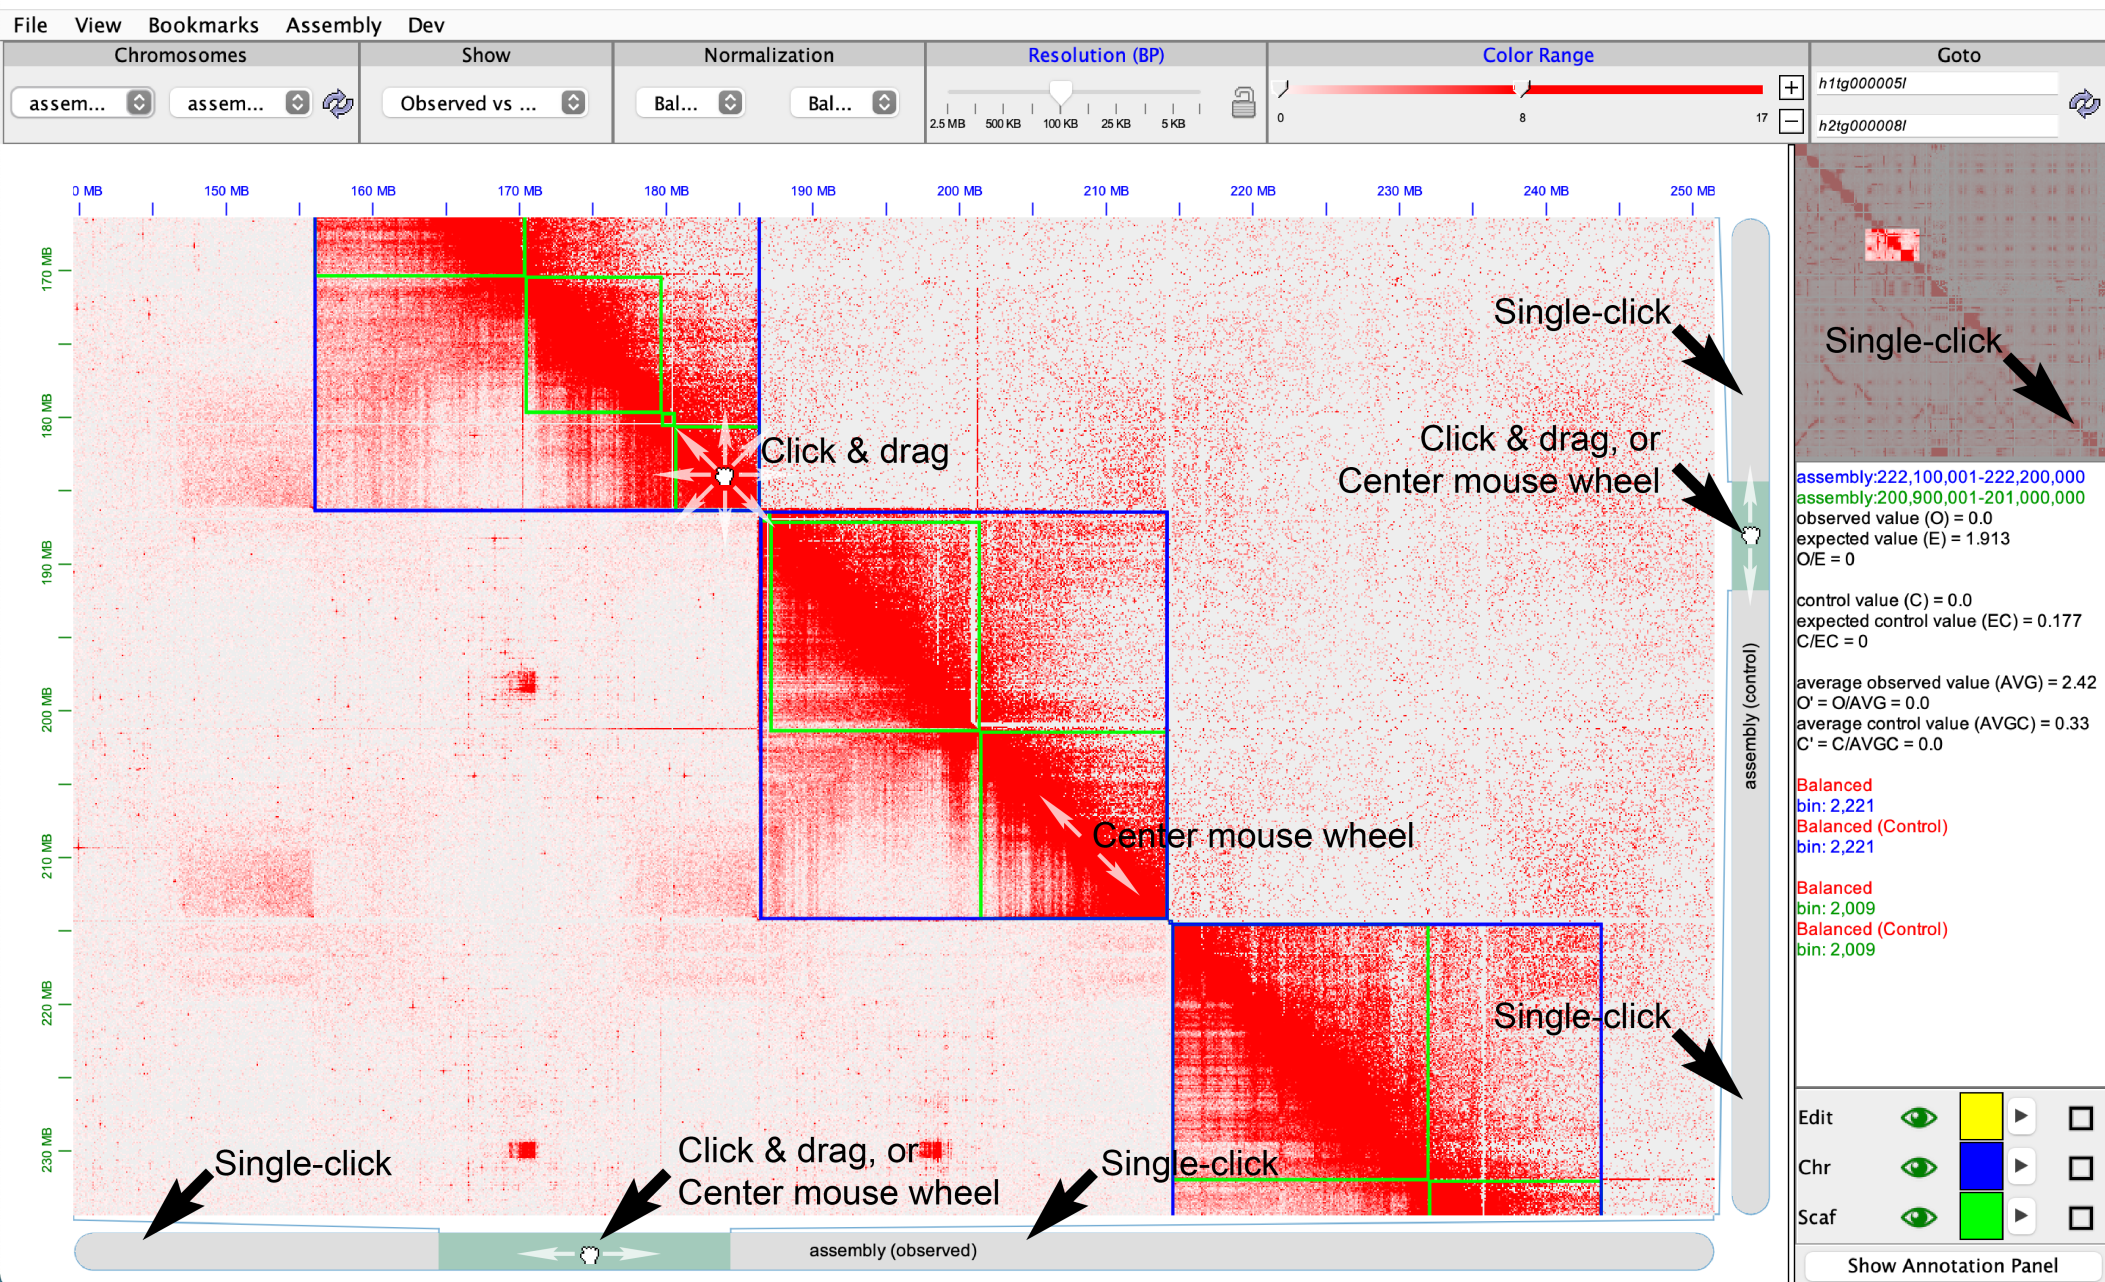 File View Bookmarks Assembly Dev
Chromosomes Show Normalization Resolution (BP) Color Range Goto
assem... assem... Observed vs ... Bal... Bal...
2.5 MB 500 KB 100 KB 25 KB 5 KB
0 8 17
+
−
h1tg000005l
h2tg000008l
0 MB 150 MB 160 MB 170 MB 180 MB 190 MB 200 MB 210 MB 220 MB 230 MB 240 MB 250 MB
170 MB
180 MB
190 MB
200 MB
210 MB
220 MB
230 MB
Single-click
Click & drag
Click & drag, or
Center mouse wheel
Center mouse wheel
Single-click
Single-click
Click & drag, or
Center mouse wheel
Single-click
assembly (observed)
assembly (control)
Single-click
assembly:222,100,001-222,200,000
assembly:200,900,001-201,000,000
observed value (O) = 0.0
expected value (E) = 1.913
O/E = 0
control value (C) = 0.0
expected control value (EC) = 0.177
C/EC = 0
average observed value (AVG) = 2.42
O' = O/AVG = 0.0
average control value (AVGC) = 0.33
C' = C/AVGC = 0.0
Balanced
bin: 2,221
Balanced (Control)
bin: 2,221
Balanced
bin: 2,009
Balanced (Control)
bin: 2,009
Edit
Chr
Scaf
Show Annotation Panel